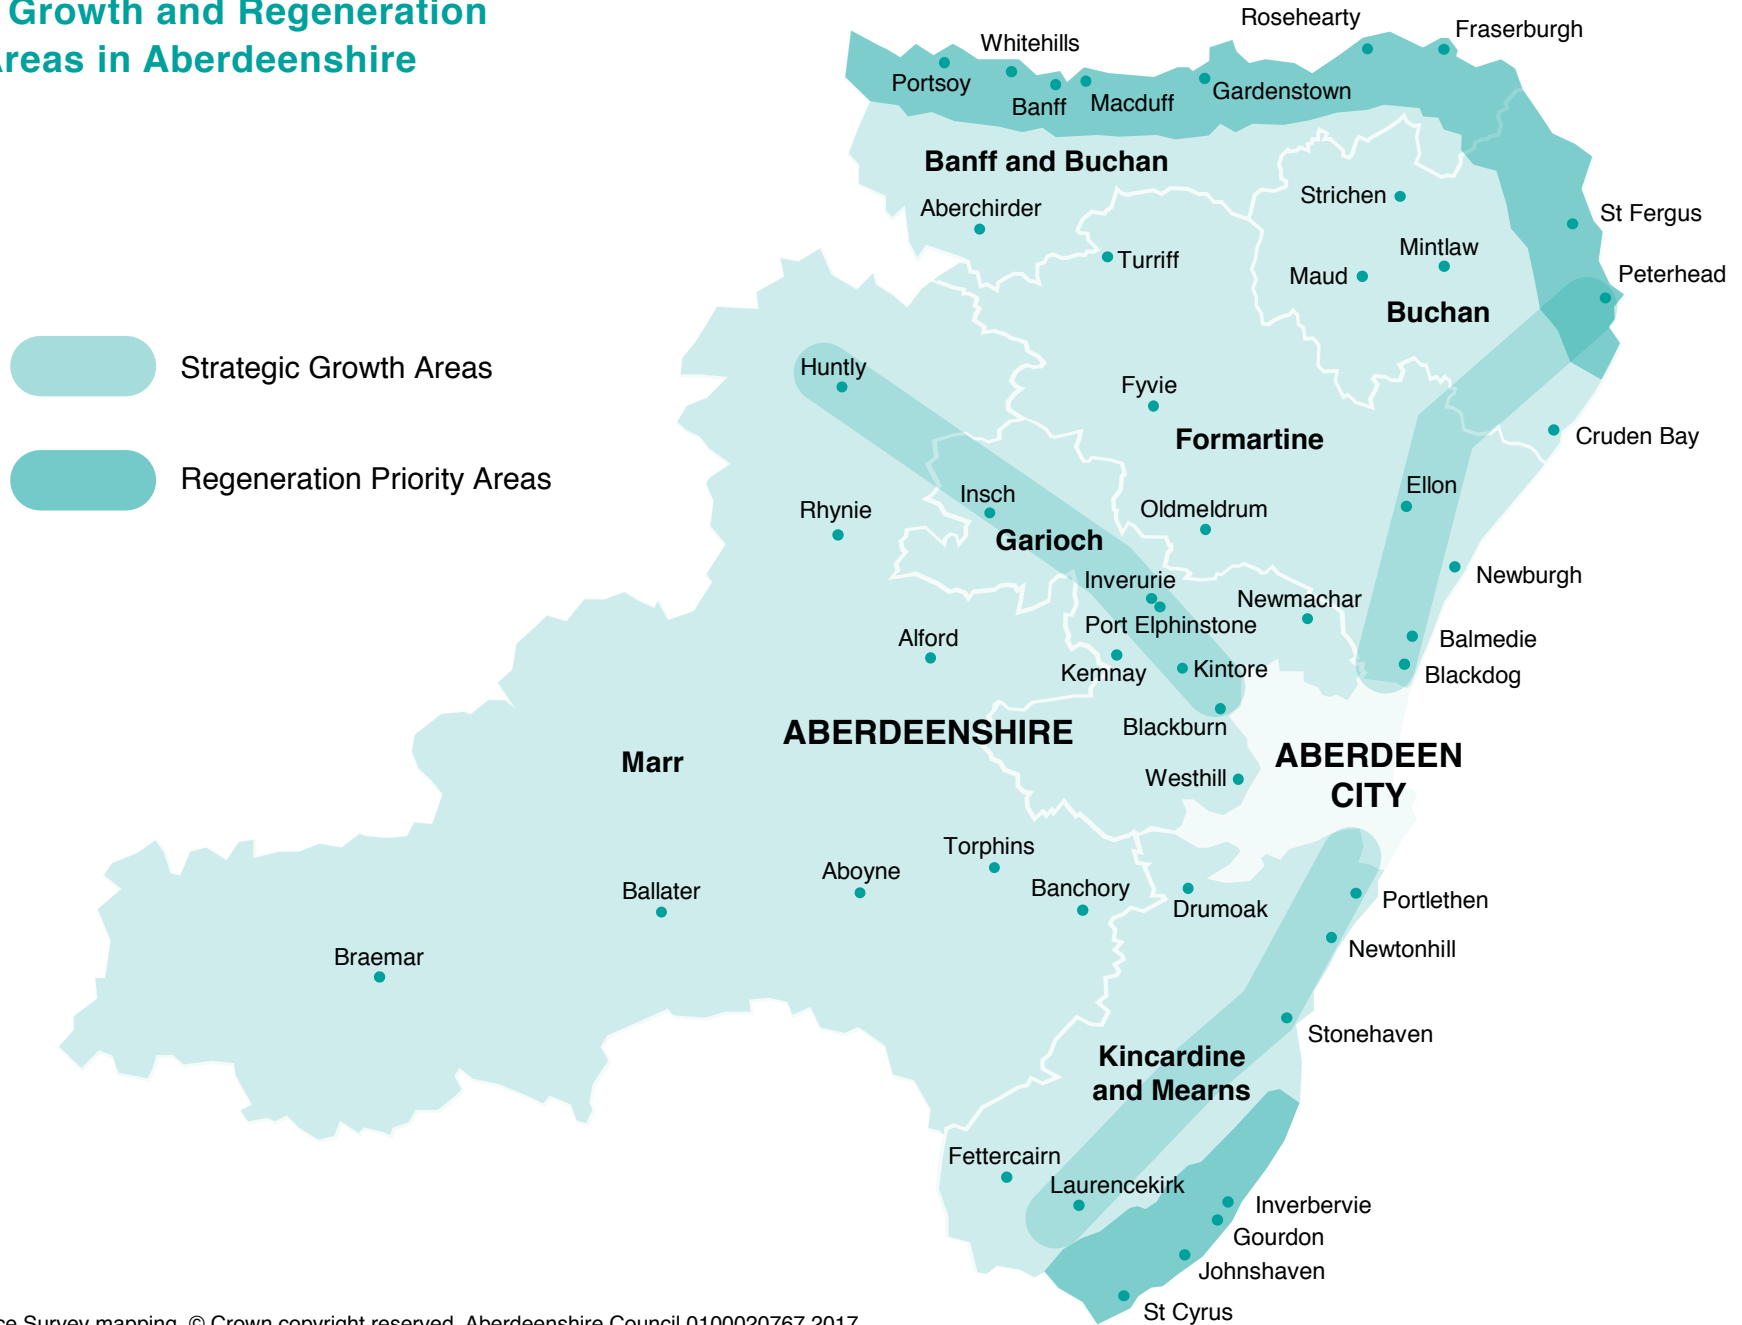 Growth and Regeneration
Areas in Aberdeenshire
Rosehearty
Fraserburgh
Whitehills
Portsoy
Banff
Macduff
Gardenstown
Banff and Buchan
Strichen
Aberchirder
St Fergus
Mintlaw
Turriff
Maud
Peterhead
Buchan
Strategic Growth Areas
Huntly
Fyvie
Formartine
Cruden Bay
Regeneration Priority Areas
Insch
Ellon
Rhynie
Oldmeldrum
Garioch
Inverurie
Newburgh
Newmachar
Port Elphinstone
Alford
Balmedie
Kemnay
Kintore
Blackdog
Blackburn
ABERDEENSHIRE
Marr
ABERDEEN
CITY
Westhill
Torphins
Aboyne
Ballater
Banchory
Drumoak
Portlethen
Newtonhill
Braemar
Stonehaven
Kincardine
and Mearns
Fettercairn
Laurencekirk
Inverbervie
Gourdon
Johnshaven
St Cyrus
Survey mapping. © Crown copyright reserved. Aberdeenshire Council 0100020767 2017